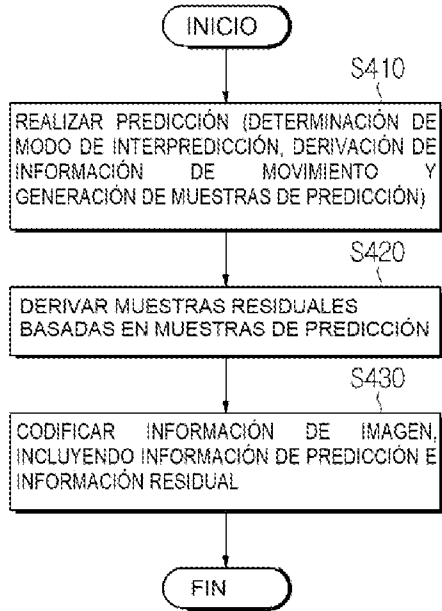 INICIO
S410
REALIZAR PREDICCIÓN (DETERMINACIÓN DE
MODO DE INTERPREDICCIÓN, DERIVACIÓN DE
INFORMACIÓN DE MOVIMIENTO Y
GENERACIÓN DE MUESTRAS DE PREDICCIÓN)
S420
DERIVAR MUESTRAS RESIDUALES
BASADAS EN MUESTRAS DE PREDICCIÓN
S430
CODIFICAR INFORMACIÓN DE IMAGEN,
INCLUYENDO INFORMACIÓN DE PREDICCIÓN E
INFORMACIÓN RESIDUAL
FIN